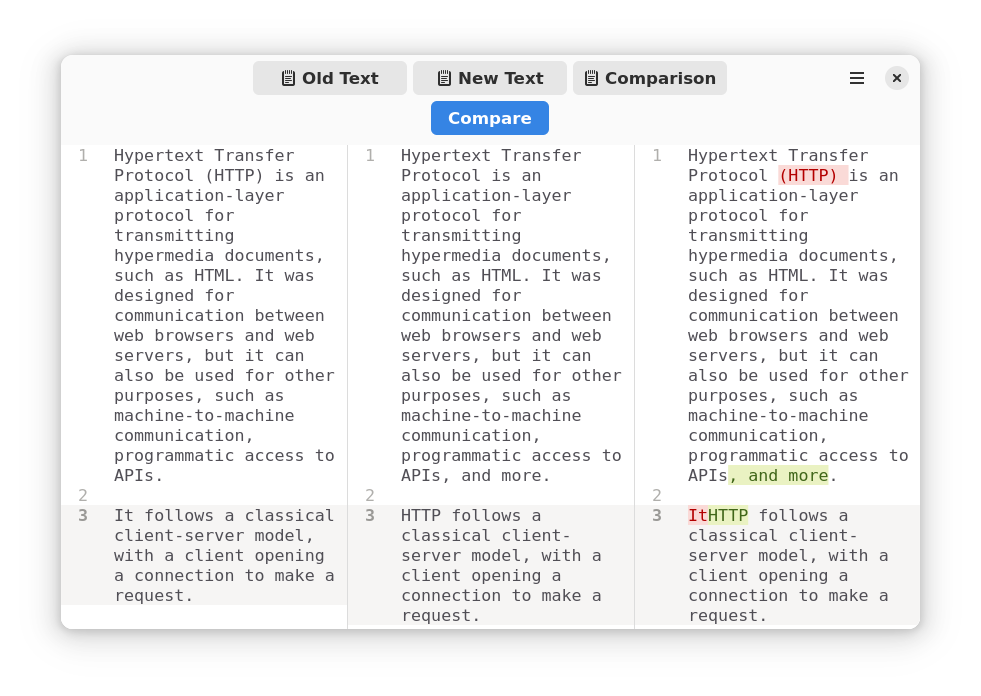 Old Text New Text Comparison
Compare
1 Hypertext Transfer
Protocol (HTTP) is an
application-layer
protocol for
transmitting
hypermedia documents,
such as HTML. It was
designed for
communication between
web browsers and web
servers, but it can
also be used for other
purposes, such as
machine-to-machine
communication,
programmatic access to
APIs.
2
3 It follows a classical
client-server model,
with a client opening
a connection to make a
request.
1 Hypertext Transfer
Protocol is an
application-layer
protocol for
transmitting
hypermedia documents,
such as HTML. It was
designed for
communication between
web browsers and web
servers, but it can
also be used for other
purposes, such as
machine-to-machine
communication,
programmatic access to
APIs, and more.
2
3 HTTP follows a
classical client-
server model, with a
client opening a
connection to make a
request.
1 Hypertext Transfer
Protocol (HTTP) is an
application-layer
protocol for
transmitting
hypermedia documents,
such as HTML. It was
designed for
communication between
web browsers and web
servers, but it can
also be used for other
purposes, such as
machine-to-machine
communication,
programmatic access to
APIs, and more.
2
3 ItHTTP follows a
classical client-
server model, with a
client opening a
connection to make a
request.